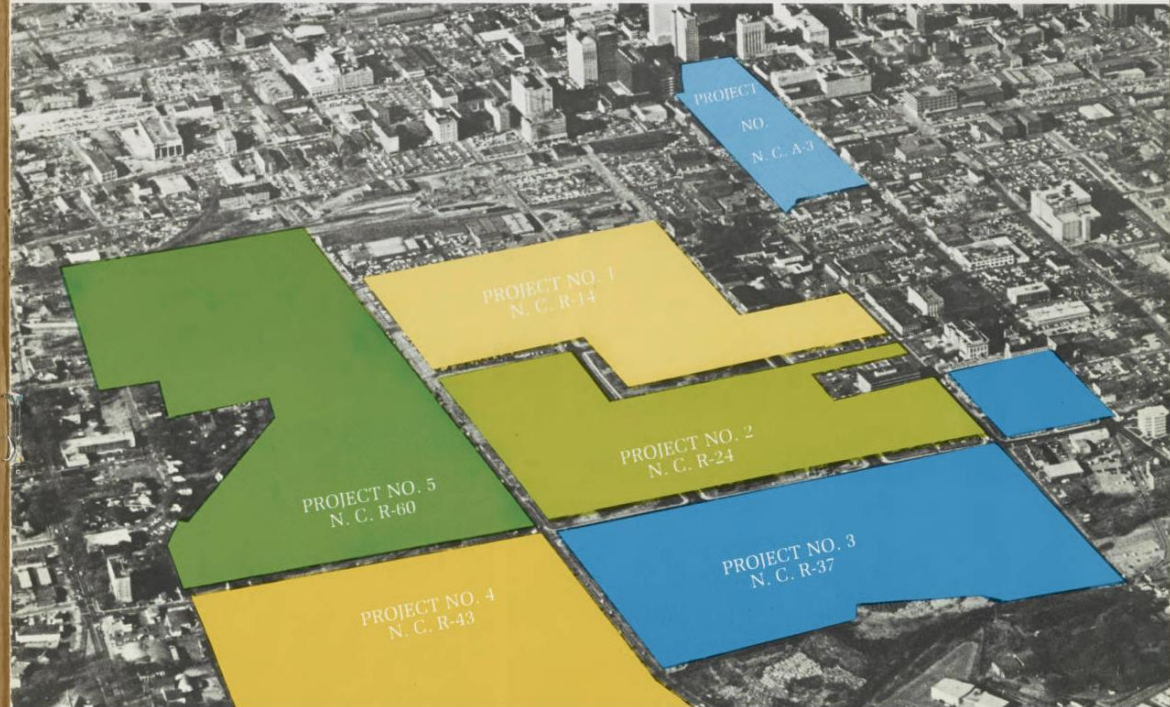 PROJECT
NO.
N. C. A-3
PROJECT NO. 1
N. C. R-14
PROJECT NO. 2
N. C. R-24
PROJECT NO. 5
N. C. R-60
PROJECT NO. 3
N. C. R-37
PROJECT NO. 4
N. C. R-43